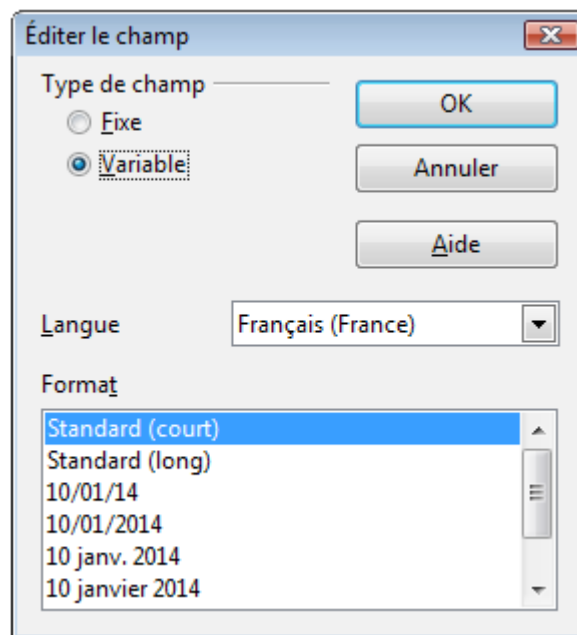 Éditer le champ
Type de champ
OK
Fixe
Variable
Annuler
Aide
Langue
Français (France)
Format
Standard (court)
Standard (long)
10/01/14
10/01/2014
10 janv. 2014
10 janvier 2014